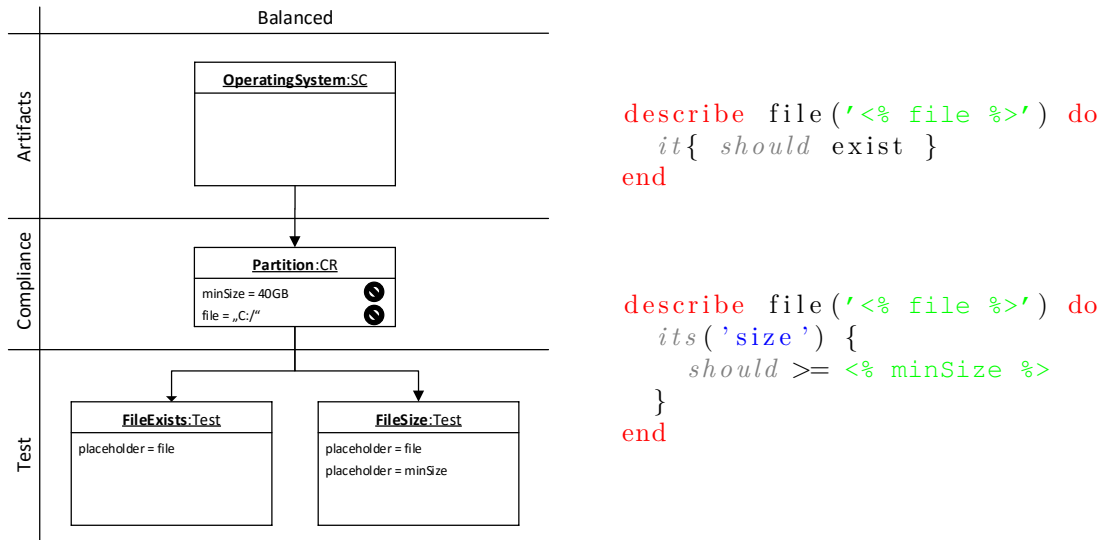 Balanced
Artifacts
OperatingSystem:SC
Compliance
Partition:CR
minSize = 40GB
file = „C:/“
Test
FileExists:Test
placeholder = file
FileSize:Test
placeholder = file
placeholder = minSize
describe file('<% file %>') do
it{ should exist }
end
describe file('<% file %>') do
its('size') {
should >= <% minSize %>
}
end